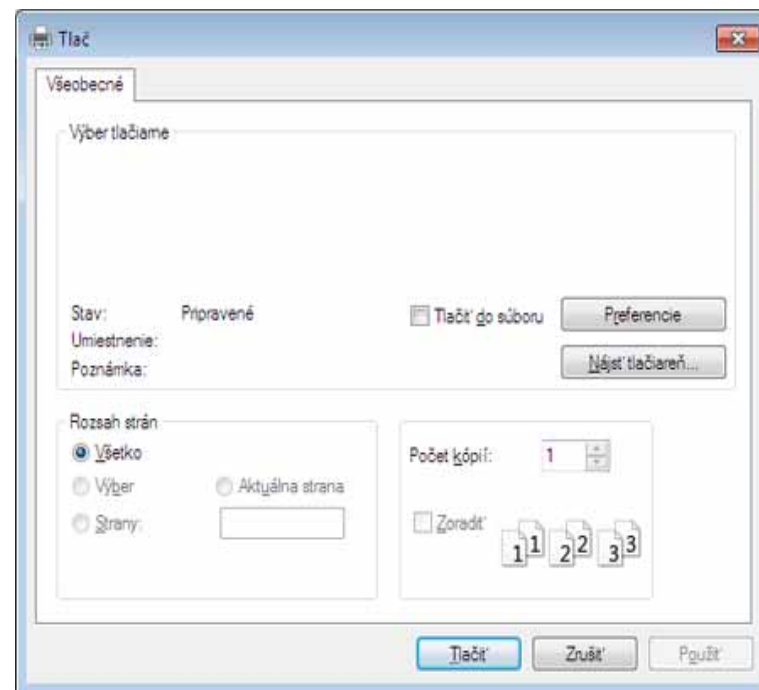 Tlač
Všeobecné
Výber tlačiarne
Stav: Pripravené
Tlačiť do súboru
Preferencie
Umiestnenie:
Poznámka:
Nájsť tlačiareň...
Rozsah strán
Všetko
Výber
Aktuálna strana
Strany:
Počet kópií: 1
Zoradiť
1 1 2 2 3 3
Tlačiť
Zrušiť
Použiť